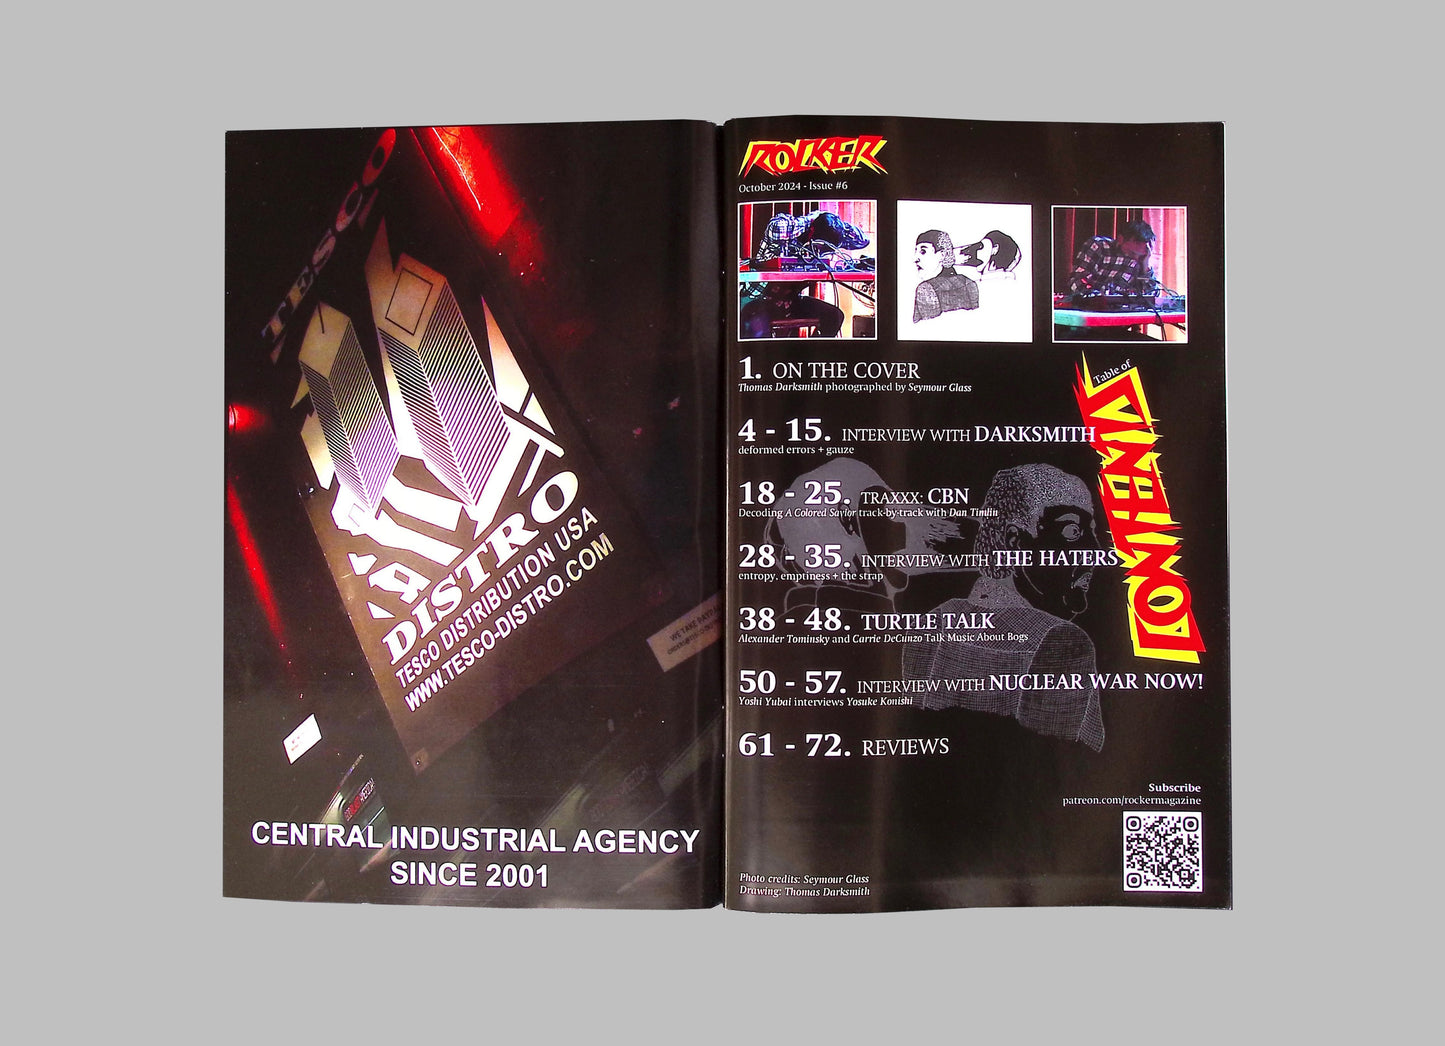 TESCO
DISTRO
TESCO DISTRIBUTION USA
WWW.TESCO-DISTRO.COM
WE TAKE PAYPAL
CENTRAL INDUSTRIAL AGENCY
SINCE 2001
ROCKER
October 2024 - Issue #6
1. ON THE COVER
Thomas Darksmith photographed by Seymour Glass
Table of
CONTENTS
4 - 15. INTERVIEW WITH DARKSMITH
deformed errors + gauze
18 - 25. TRAXXX: CBN
Decoding A Colored Savior track-by-track with Dan Timlin
28 - 35. INTERVIEW WITH THE HATERS
entropy, emptiness + the strap
38 - 48. TURTLE TALK
Alexander Tominsky and Carrie DeCunzo Talk Music About Bogs
50 - 57. INTERVIEW WITH NUCLEAR WAR NOW!
Yoshi Yubai interviews Yosuke Konishi
61 - 72. REVIEWS
Subscribe
patreon.com/rockermagazine
Photo credits: Seymour Glass
Drawing: Thomas Darksmith